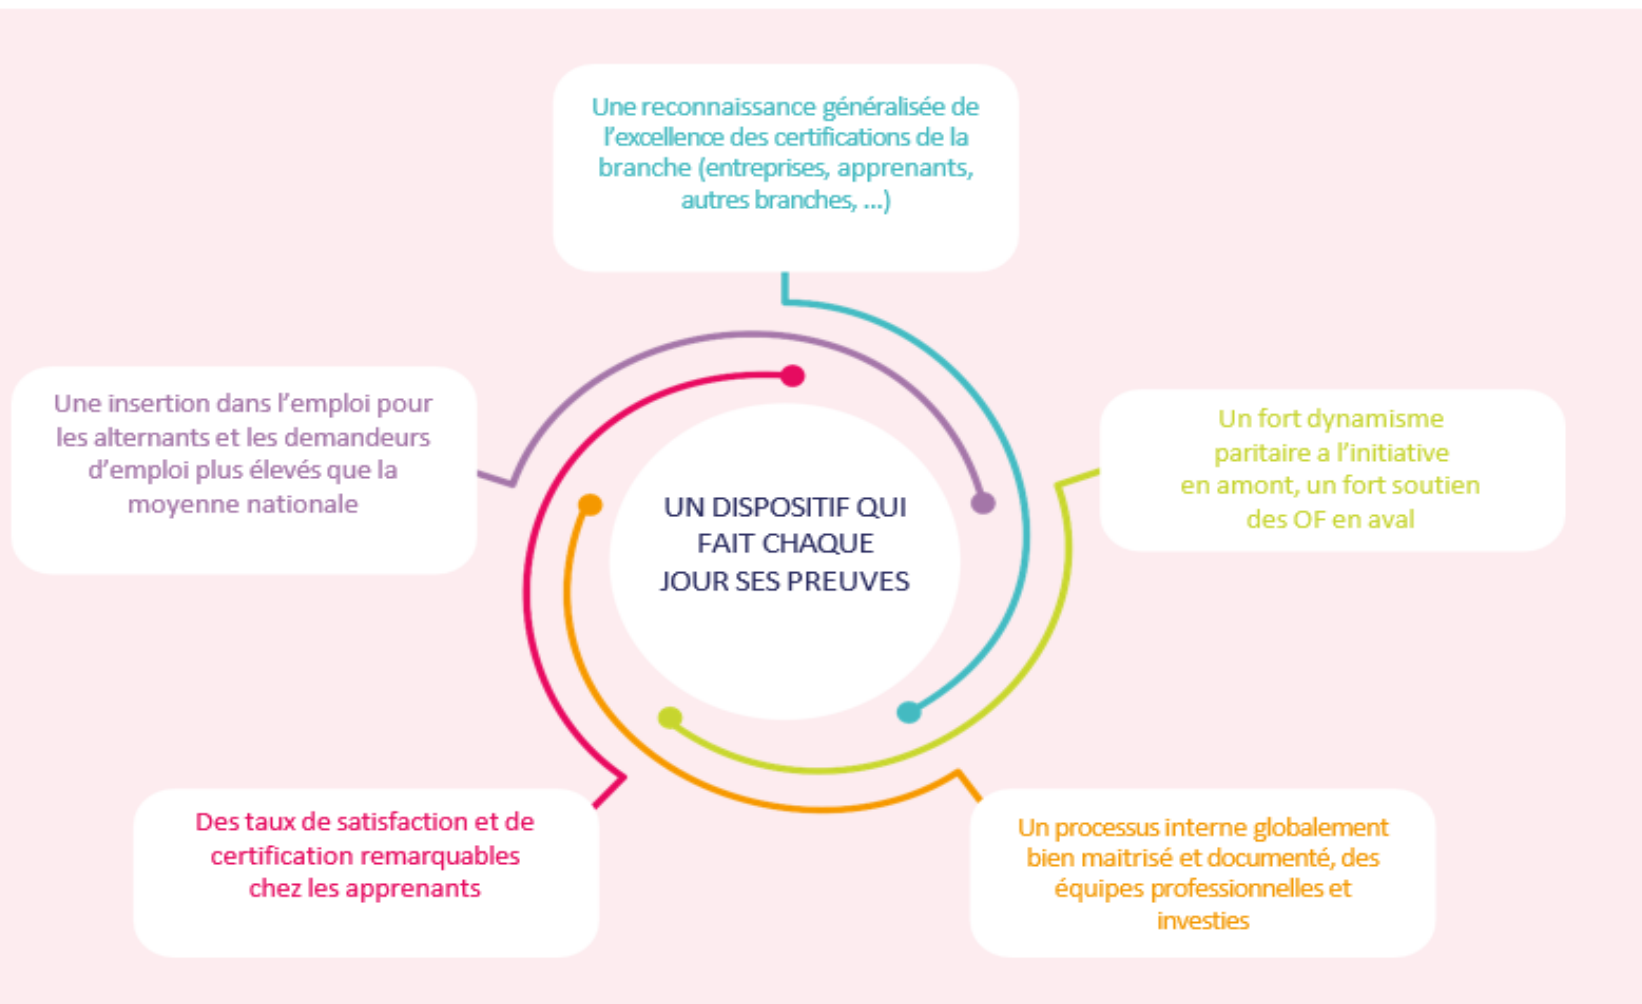 Une reconnaissance généralisée de
l'excellence des certifications de la
branche (entreprises, apprenants,
autres branches, ...)
Une insertion dans l'emploi pour
les alternants et les demandeurs
d'emploi plus élevés que la
moyenne nationale
Un fort dynamisme
paritaire a l'initiative
en amont, un fort soutien
des OF en aval
UN DISPOSITIF QUI
FAIT CHAQUE
JOUR SES PREUVES
Des taux de satisfaction et de
certification remarquables
chez les apprenants
Un processus interne globalement
bien maitrisé et documenté, des
équipes professionnelles et
investies